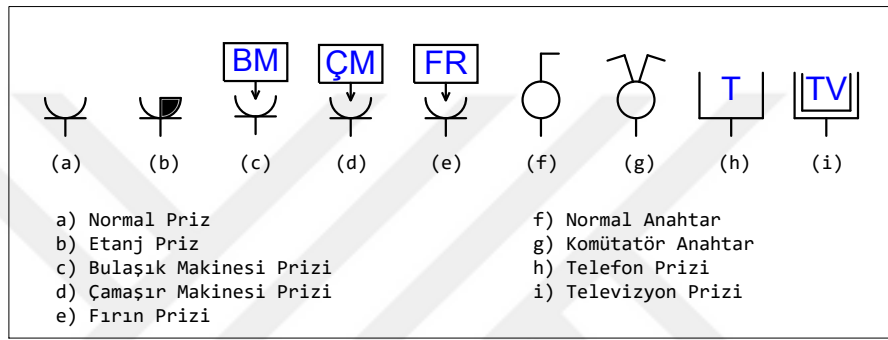 BM ÇM FR T TV
(a) (b) (c) (d) (e) (f) (g) (h) (i)
a) Normal Priz
b) Etanj Priz
c) Bulaşık Makinesi Prizi
d) Çamaşır Makinesi Prizi
e) Fırın Prizi
f) Normal Anahtar
g) Komütatör Anahtar
h) Telefon Prizi
i) Televizyon Prizi